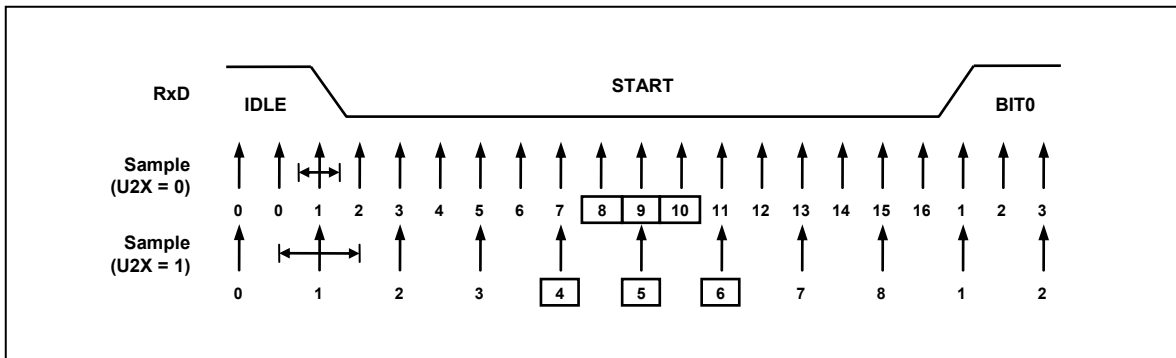 RxD
IDLE
START
BIT0
Sample
(U2X = 0)
0 0 1 2 3 4 5 6 7 8 9 10 11 12 13 14 15 16 1 2 3
Sample
(U2X = 1)
0 1 2 3 4 5 6 7 8 1 2